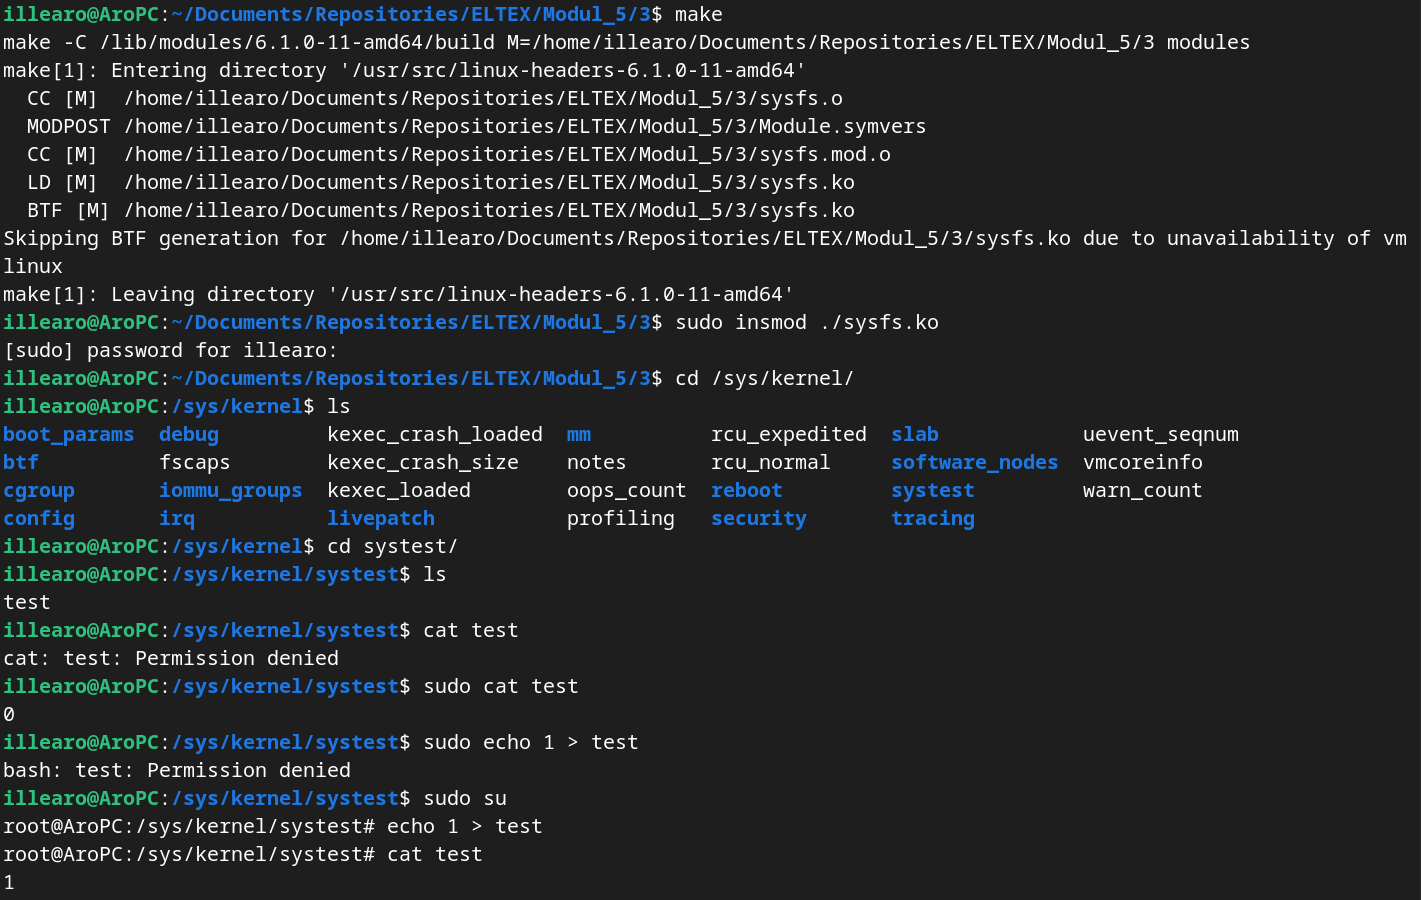 illearo@AroPC:~/Documents/Repositories/ELTEX/Modul_5/3$ make
make -C /lib/modules/6.1.0-11-amd64/build M=/home/illearo/Documents/Repositories/ELTEX/Modul_5/3 modules
make[1]: Entering directory '/usr/src/linux-headers-6.1.0-11-amd64'
  CC [M]  /home/illearo/Documents/Repositories/ELTEX/Modul_5/3/sysfs.o
  MODPOST /home/illearo/Documents/Repositories/ELTEX/Modul_5/3/Module.symvers
  CC [M]  /home/illearo/Documents/Repositories/ELTEX/Modul_5/3/sysfs.mod.o
  LD [M]  /home/illearo/Documents/Repositories/ELTEX/Modul_5/3/sysfs.ko
  BTF [M] /home/illearo/Documents/Repositories/ELTEX/Modul_5/3/sysfs.ko
Skipping BTF generation for /home/illearo/Documents/Repositories/ELTEX/Modul_5/3/sysfs.ko due to unavailability of vm
linux
make[1]: Leaving directory '/usr/src/linux-headers-6.1.0-11-amd64'
illearo@AroPC:~/Documents/Repositories/ELTEX/Modul_5/3$ sudo insmod ./sysfs.ko
[sudo] password for illearo:
illearo@AroPC:~/Documents/Repositories/ELTEX/Modul_5/3$ cd /sys/kernel/
illearo@AroPC:/sys/kernel$ ls
boot_params  debug         kexec_crash_loaded  mm          rcu_expedited  slab            uevent_seqnum
btf          fscaps        kexec_crash_size    notes       rcu_normal     software_nodes  vmcoreinfo
cgroup       iommu_groups  kexec_loaded        oops_count  reboot         systest         warn_count
config       irq           livepatch           profiling   security       tracing
illearo@AroPC:/sys/kernel$ cd systest/
illearo@AroPC:/sys/kernel/systest$ ls
test
illearo@AroPC:/sys/kernel/systest$ cat test
cat: test: Permission denied
illearo@AroPC:/sys/kernel/systest$ sudo cat test
0
illearo@AroPC:/sys/kernel/systest$ sudo echo 1 > test
bash: test: Permission denied
illearo@AroPC:/sys/kernel/systest$ sudo su
root@AroPC:/sys/kernel/systest# echo 1 > test
root@AroPC:/sys/kernel/systest# cat test
1